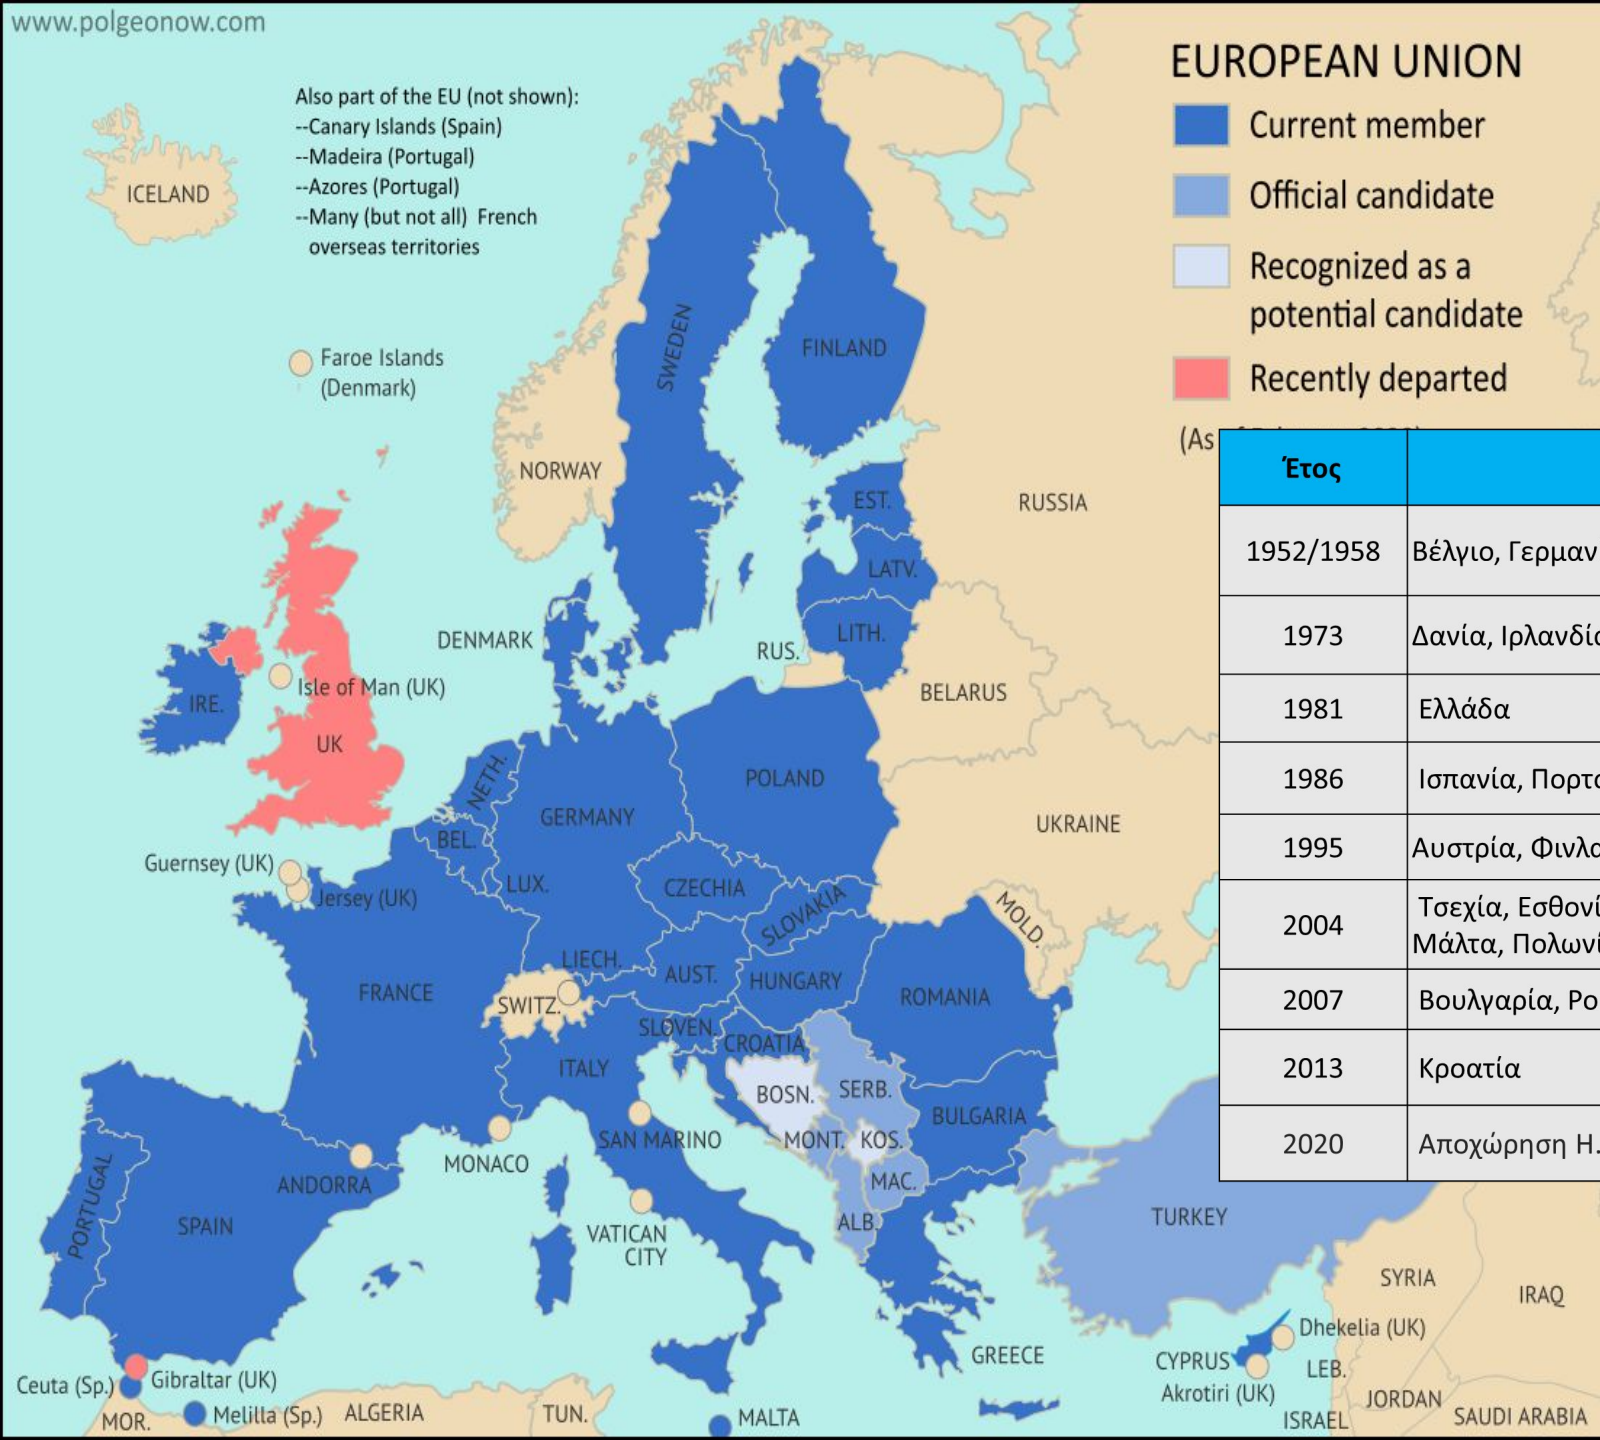 www.polgeonow.com
Also part of the EU (not shown):
--Canary Islands (Spain)
--Madeira (Portugal)
--Azores (Portugal)
--Many (but not all) French
overseas territories
EUROPEAN UNION
Current member
Official candidate
Recognized as a
potential candidate
Recently departed
(As
ICELAND
Faroe Islands
(Denmark)
SWEDEN
FINLAND
NORWAY
RUSSIA
EST.
LATV.
LITH.
RUS.
DENMARK
BELARUS
Isle of Man (UK)
IRE.
UK
NETH.
POLAND
GERMANY
UKRAINE
BEL.
Guernsey (UK)
Jersey (UK)
LUX.
CZECHIA
SLOVAKIA
MOLD.
LIECH.
AUST.
HUNGARY
ROMANIA
FRANCE
SWITZ.
SLOVEN.
CROATIA
ITALY
BOSN.
SERB.
BULGARIA
SAN MARINO
MONT.
KOS.
MONACO
ANDORRA
MAC.
PORTUGAL
SPAIN
VATICAN
CITY
ALB.
TURKEY
SYRIA
IRAQ
GREECE
Dhekelia (UK)
CYPRUS
Akrotiri (UK)
LEB.
Ceuta (Sp.)
Gibraltar (UK)
Melilla (Sp.)
MOR.
ALGERIA
TUN.
MALTA
JORDAN
ISRAEL
SAUDI ARABIA
Έτος
1952/1958 Βέλγιο, Γερμαν
1973 Δανία, Ιρλανδία
1981 Ελλάδα
1986 Ισπανία, Πορτο
1995 Αυστρία, Φινλα
2004 Τσεχία, Εσθονί
Μάλτα, Πολωνί
2007 Βουλγαρία, Ρο
2013 Κροατία
2020 Αποχώρηση Η.